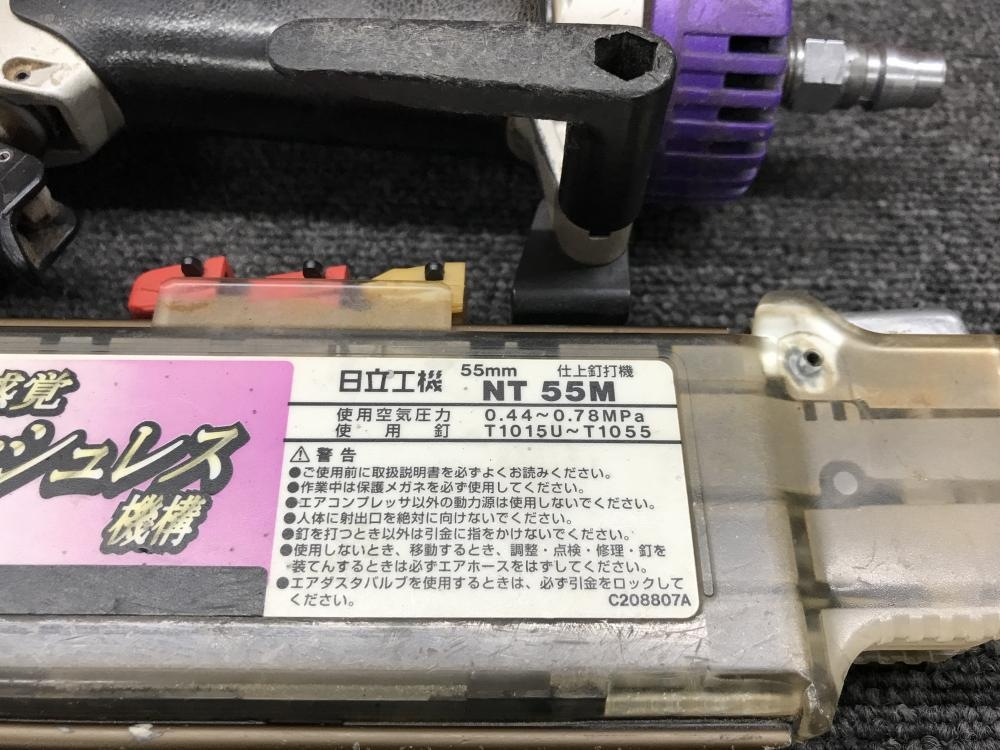 感覚
シュレス
機構
日立工機 55mm 仕上釘打機
NT 55M
使用空気圧力 0.44～0.78MPa
使用釘 T1015U～T1055
⚠ 警告
●ご使用前に取扱説明書を必ずよくお読みください。
●作業中は保護メガネを必ず使用してください。
●エアコンプレッサ以外の動力源は使用しないでください。
●人体に射出口を絶対に向けないでください。
●釘を打つとき以外は引金に指をかけないでください。
●使用しないとき、移動するとき、調整・点検・修理・釘を
装てんするときは必ずエアホースをはずしてください。
●エアダスタバルブを使用するときは、必ず引金をロックして
ください。
C208807A